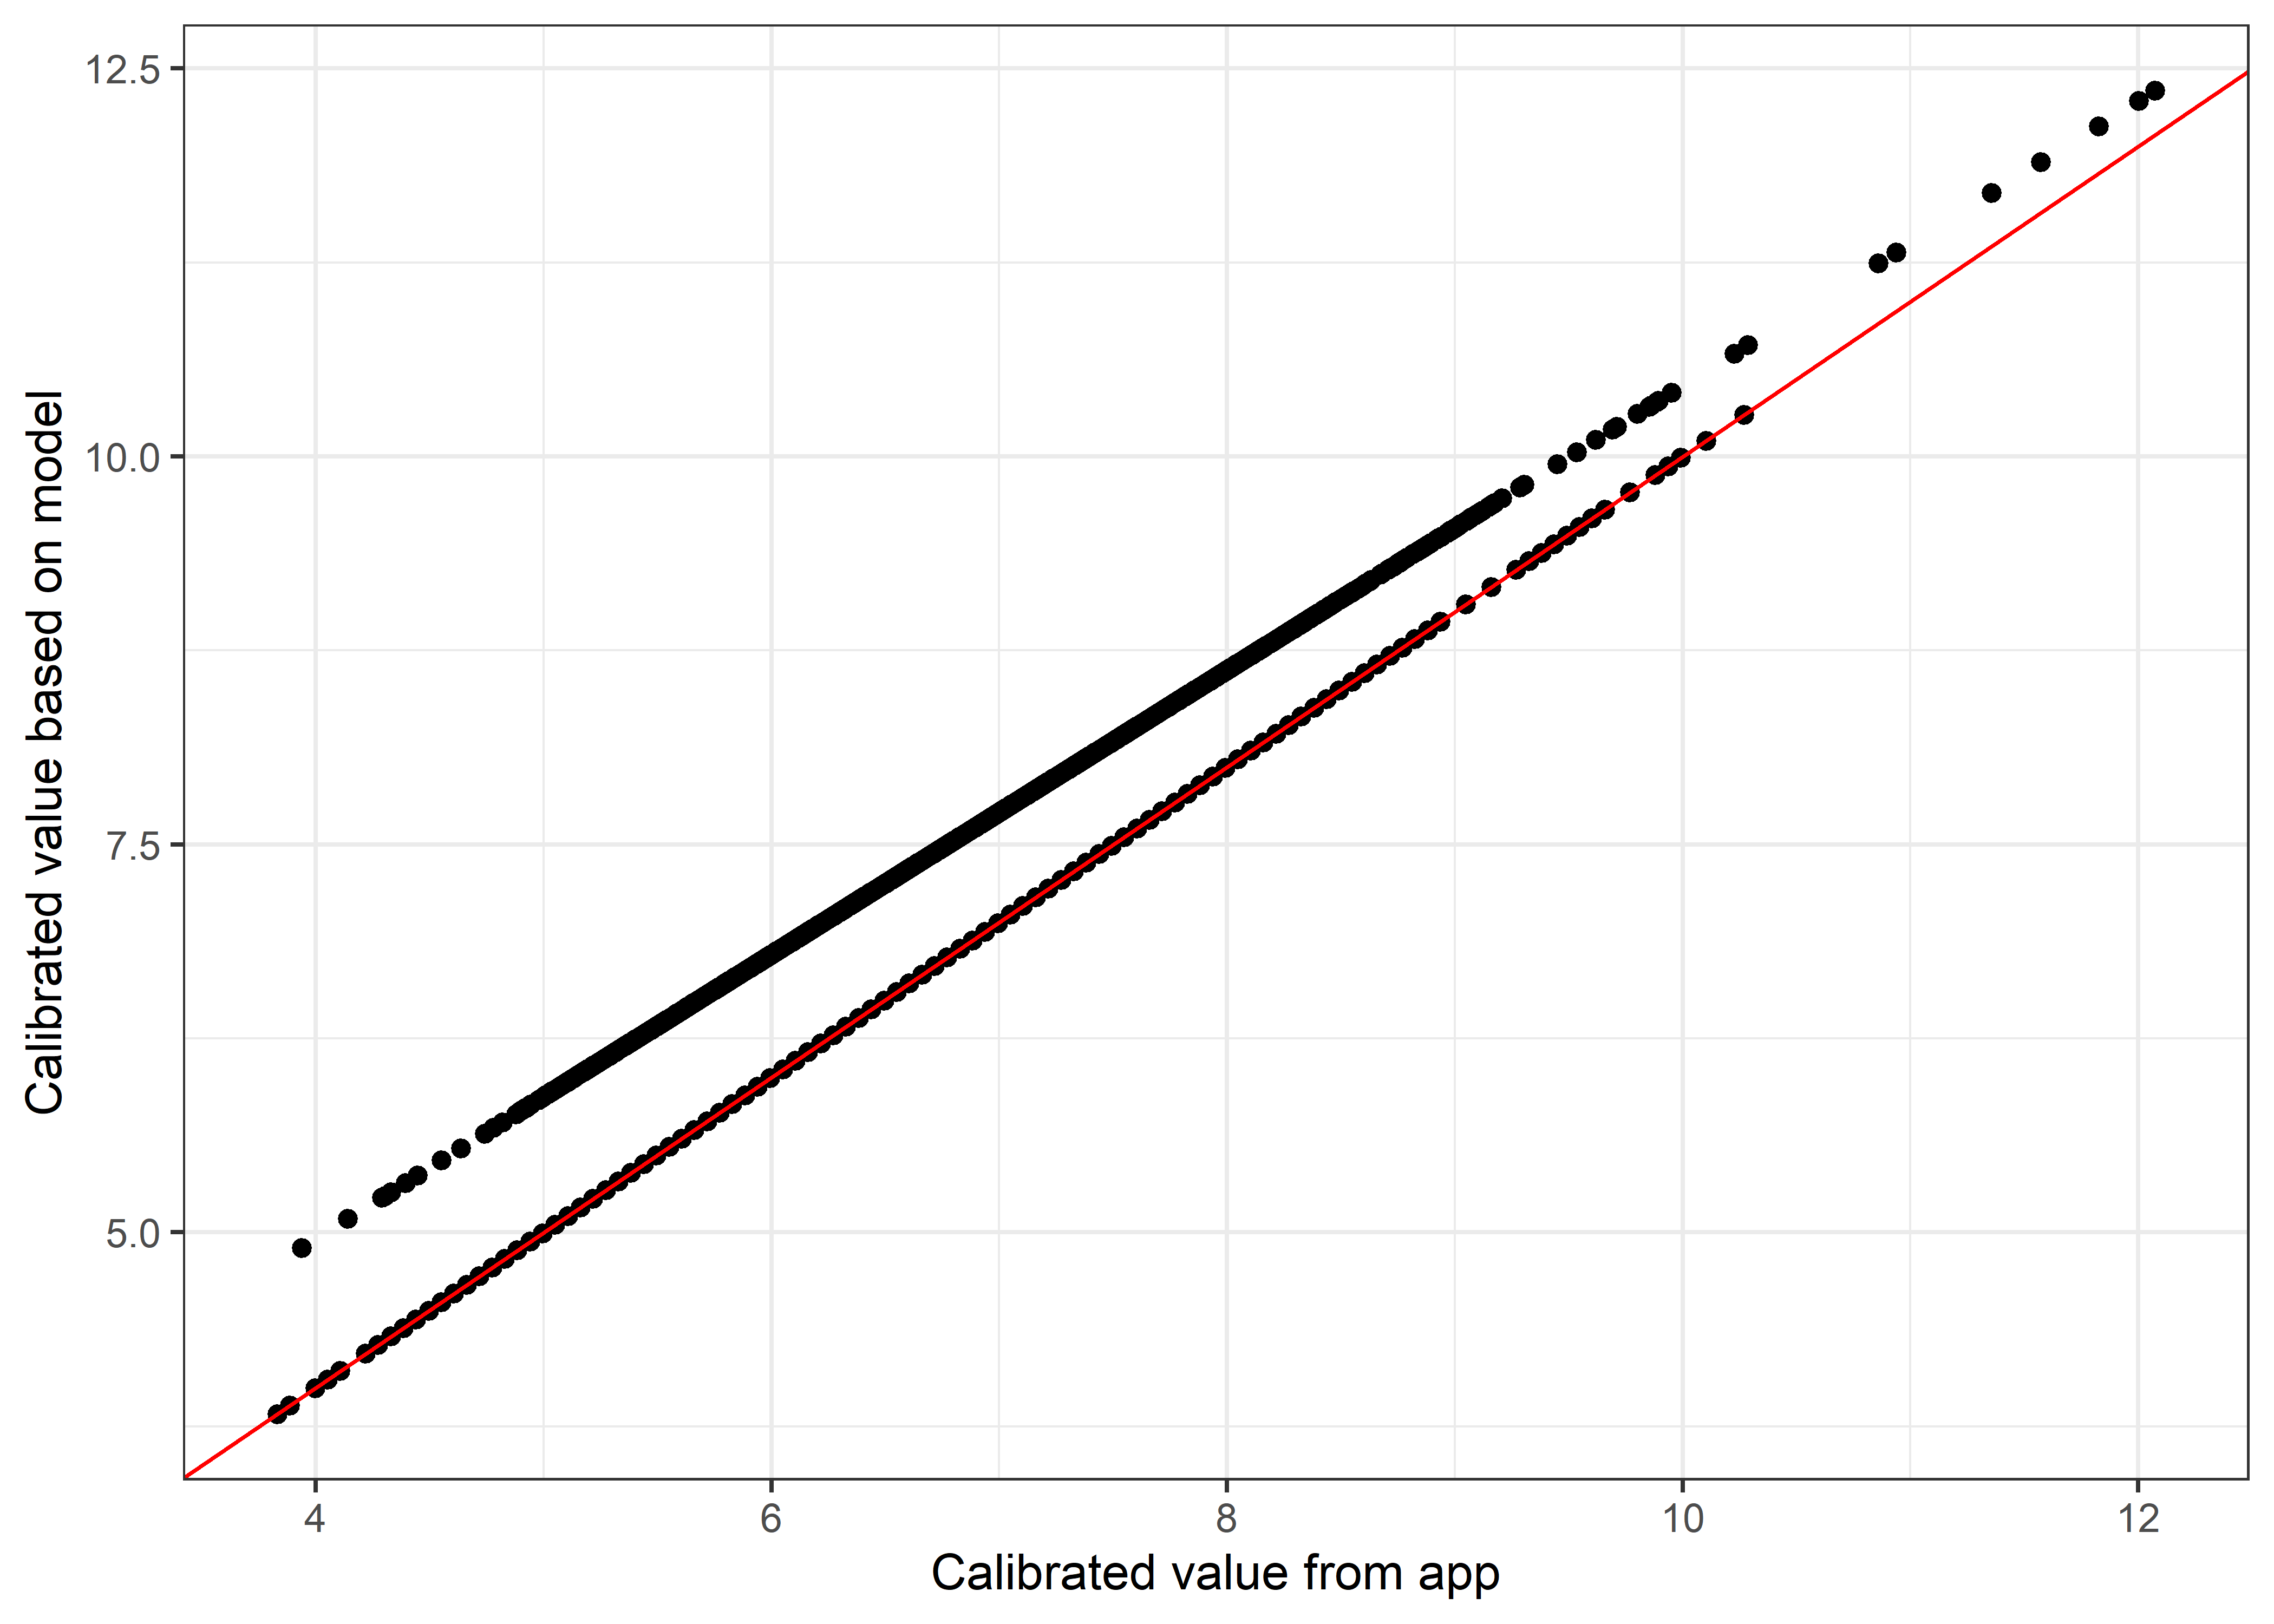 Calibrated value based on model
12.5
10.0
7.5
5.0
4 6 8 10 12
Calibrated value from app